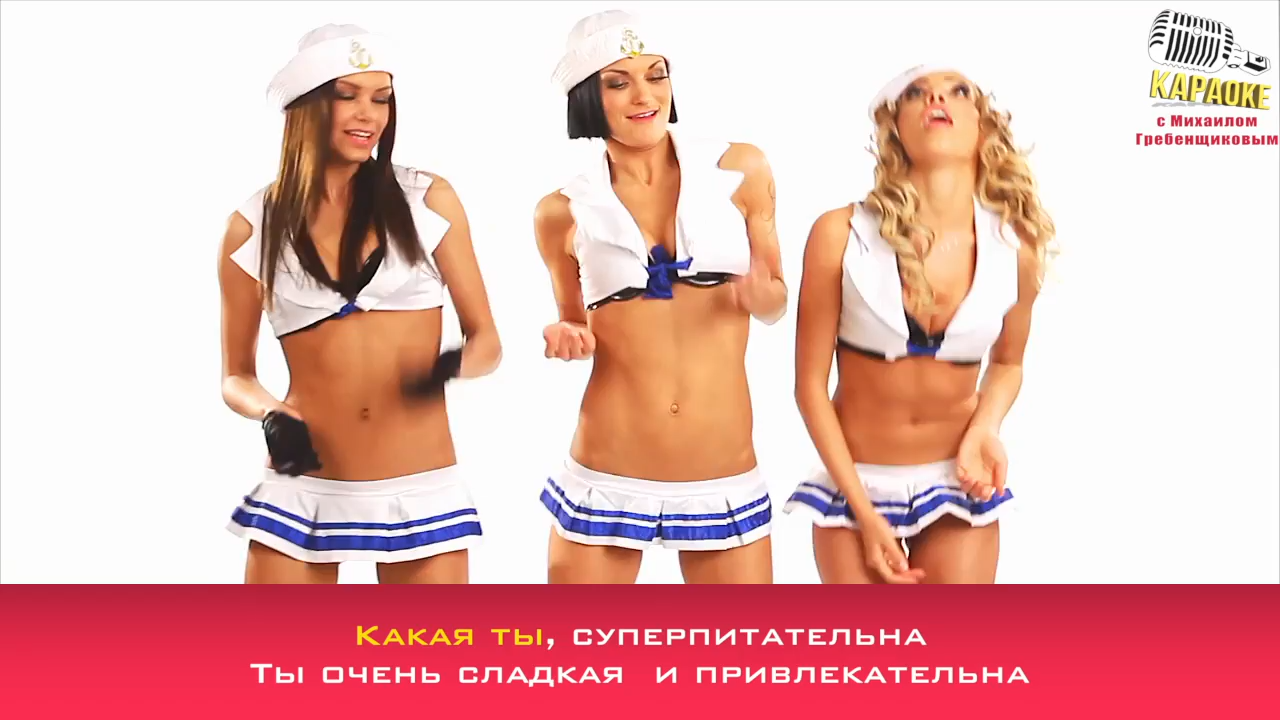 КАРАОКЕ
с Михаилом
Гребенщиковым
Какая ты, суперпитательна
Ты очень сладкая и привлекательна